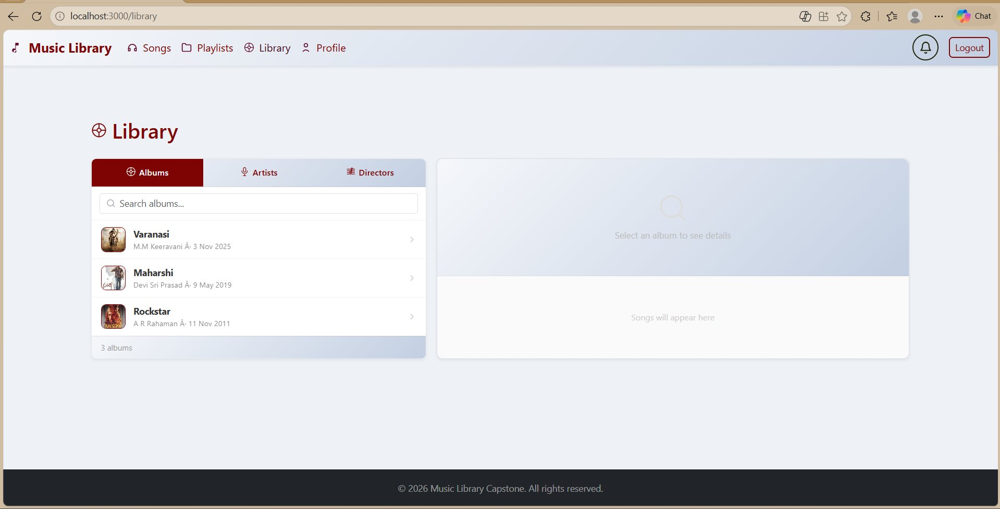 localhost:3000/library
Chat
Music Library Songs Playlists Library Profile Logout
Library
Albums Artists Directors
Search albums...
Varanasi
M.M Keeravani Â· 3 Nov 2025
Maharshi
Devi Sri Prasad Â· 9 May 2019
Rockstar
A R Rahaman Â· 11 Nov 2011
3 albums
Select an album to see details
Songs will appear here
© 2026 Music Library Capstone. All rights reserved.